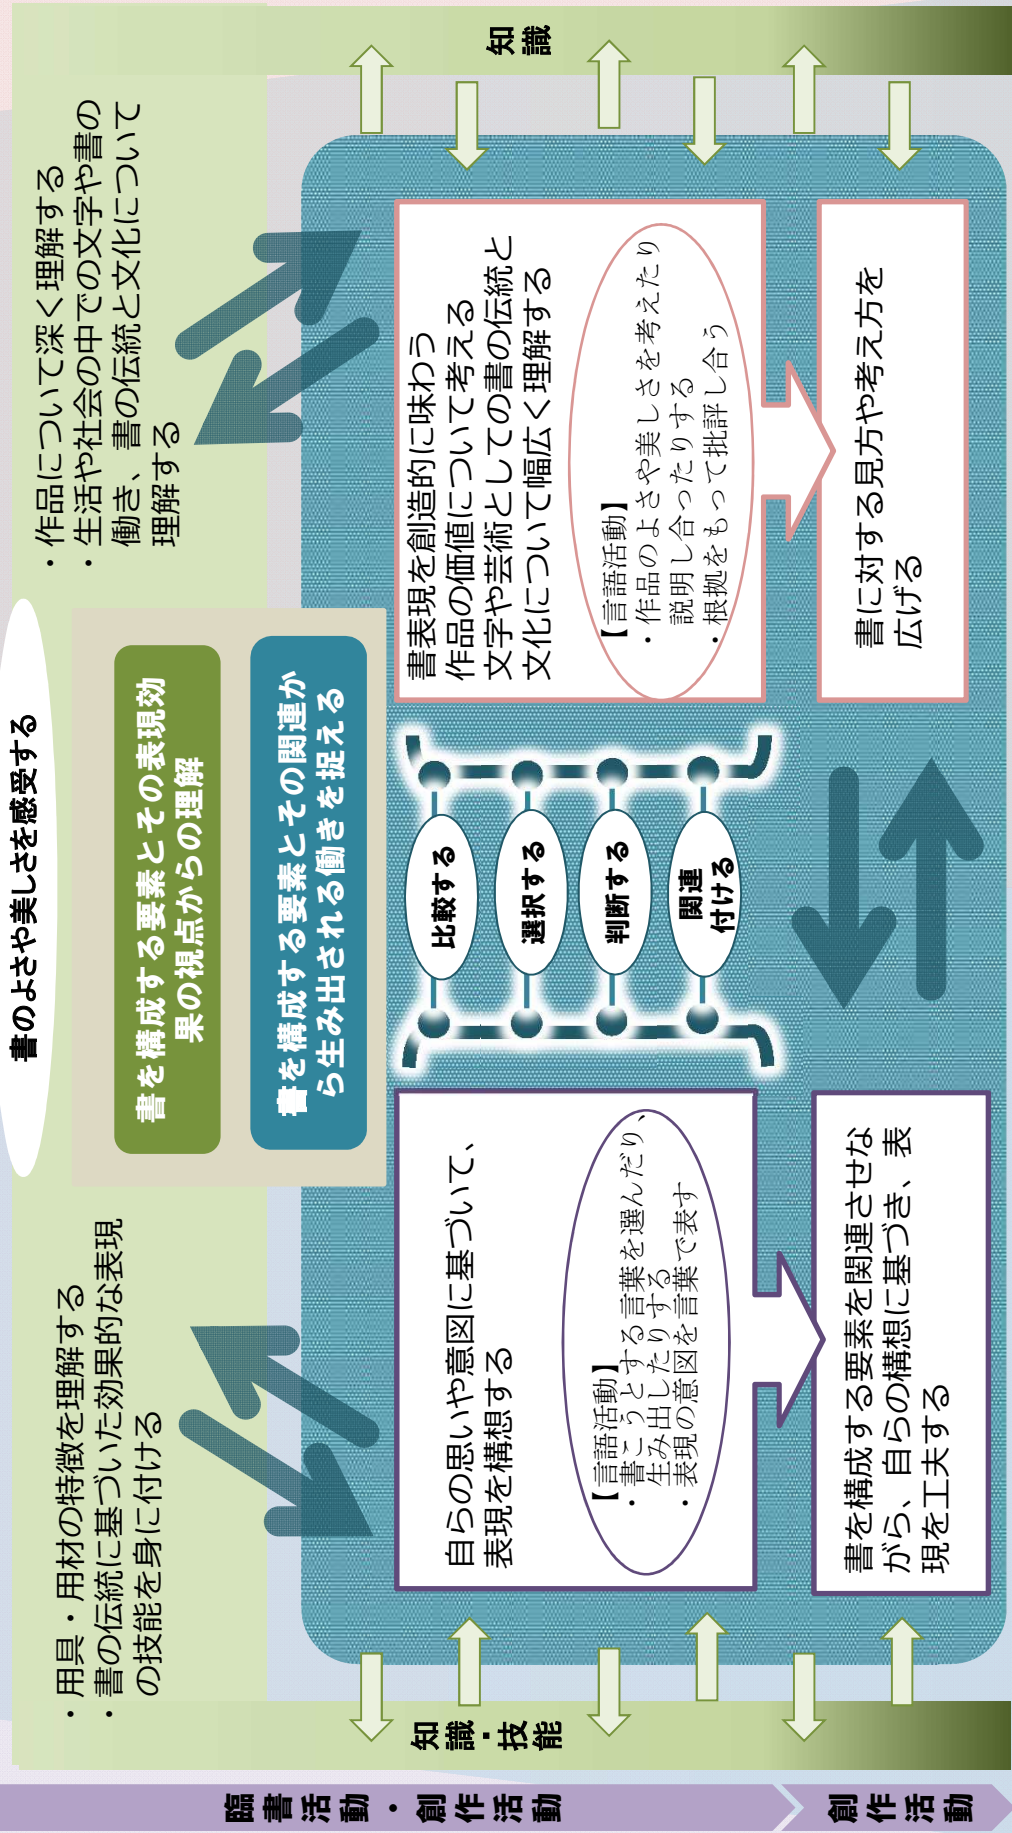 書のよさや美しさを感受する
・用具・用材の特徴を理解する
・書の伝統に基づいた効果的な表現
の技能を身に付ける
書を構成する要素とその表現効
果の視点からの理解
書を構成する要素とその関連か
ら生み出される働きを捉える
・作品について深く理解する
・生活や社会の中での文字や書の
働き、書の伝統と文化について
理解する
臨書活動・創作活動
創作活動
知識・技能
自らの思いや意図に基づいて、
表現を構想する
【言語活動】
・書こうとする言葉を選んだり、
生み出したりする
・表現の意図を言葉で表す
書を構成する要素を関連させな
がら、自らの構想に基づき、表
現を工夫する
比較する
選択する
判断する
関連
付ける
書表現を創造的に味わう
作品の価値について考える
文字や芸術としての書の伝統と
文化について幅広く理解する
【言語活動】
・作品のよさや美しさを考えたり
説明し合ったりする
・根拠をもって批評し合う
書に対する見方や考え方を
広げる
知識